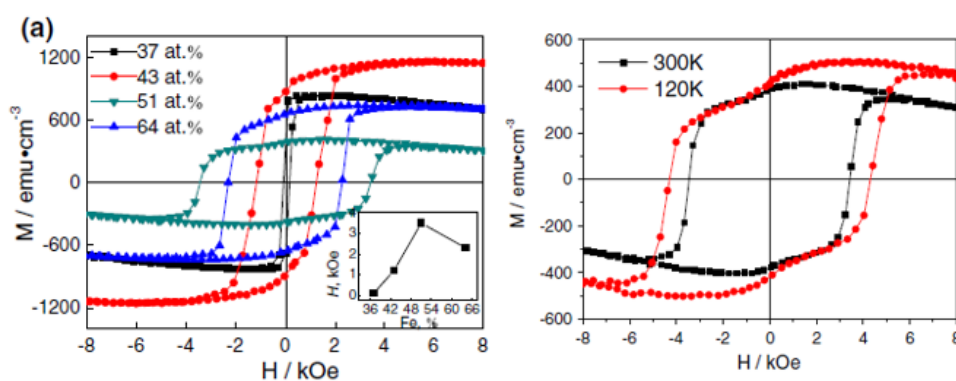 (a)
37 at.%
43 at.%
51 at.%
64 at.%
M / emu•cm-3
1200
600
0
-600
-1200
-8 -6 -4 -2 0 2 4 6 8
H / kOe
H, kOe
4
3
2
1
0
36 42 48 54 60 66
Fe, %
300K
120K
M / emu•cm-3
600
400
200
0
-200
-400
-600
-8 -6 -4 -2 0 2 4 6 8
H / kOe